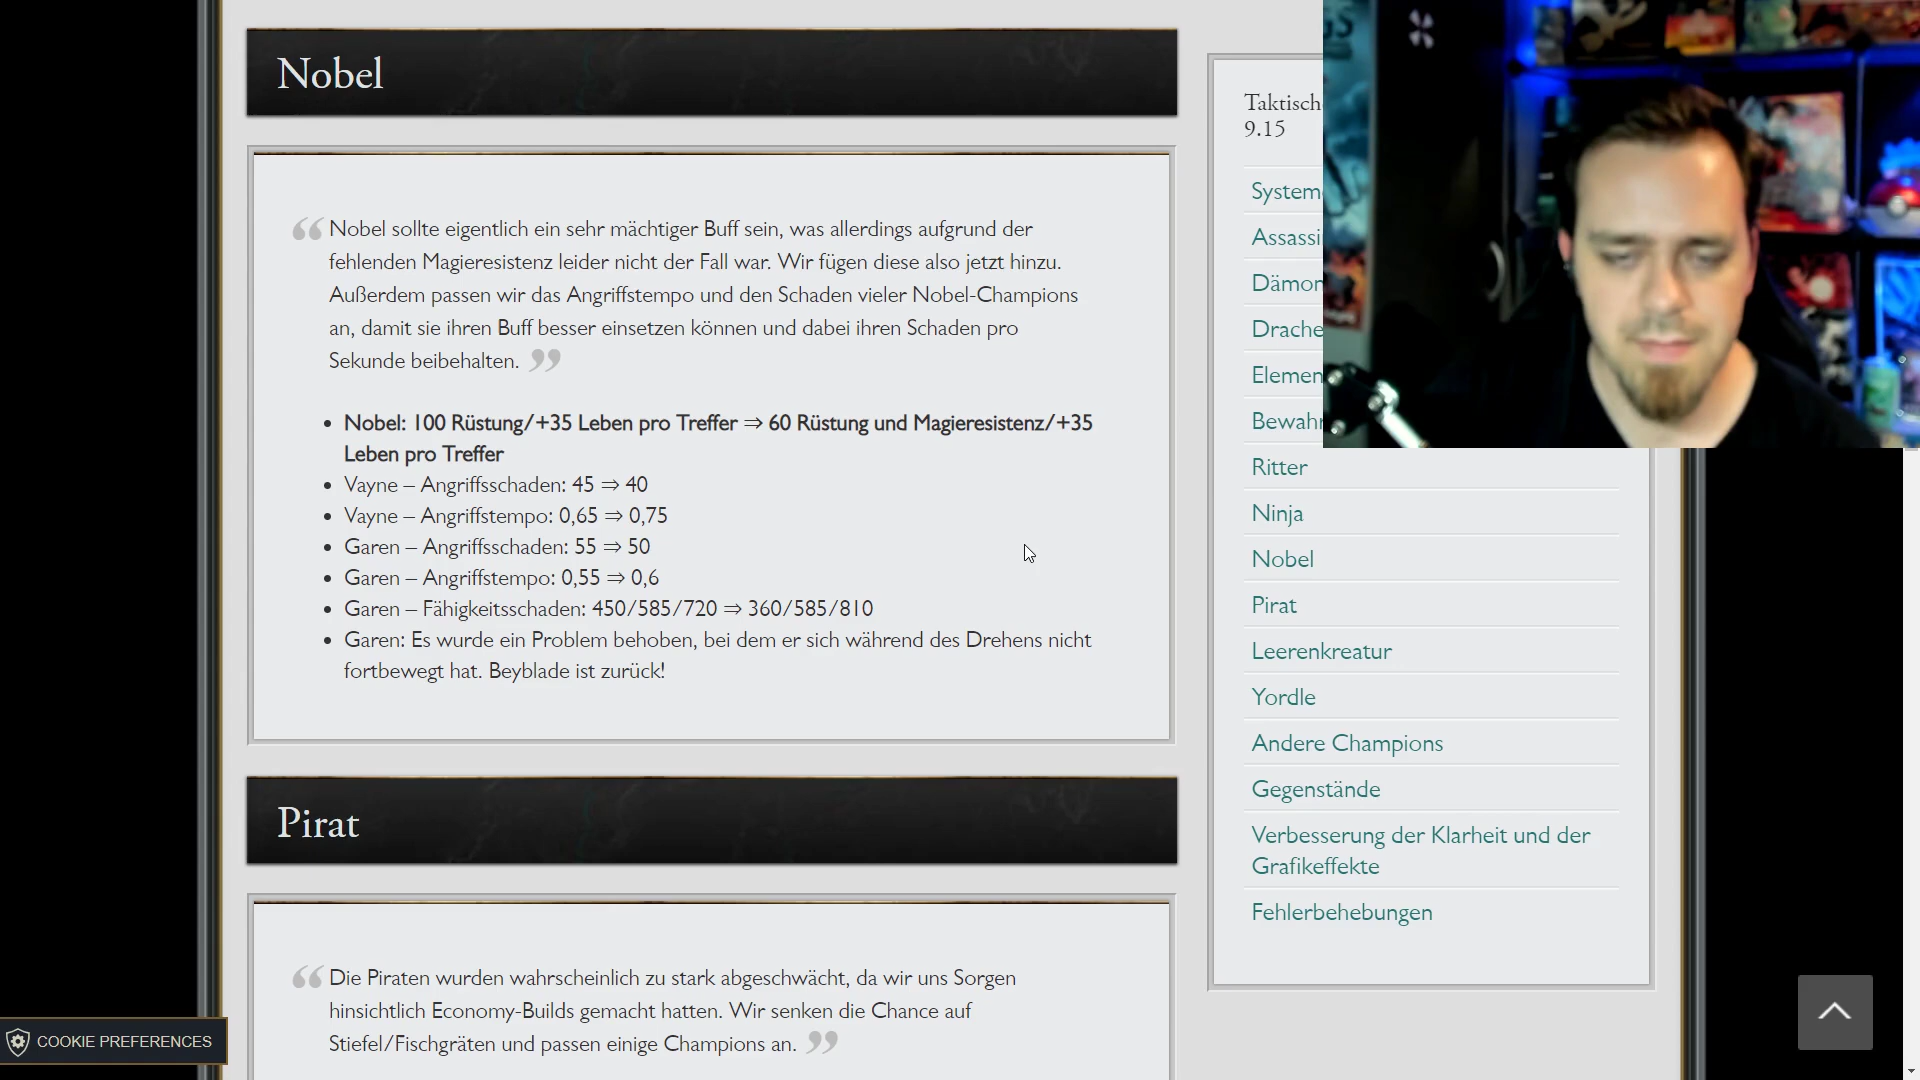 Nobel
Nobel sollte eigentlich ein sehr mächtiger Buff sein, was allerdings aufgrund der
fehlenden Magieresistenz leider nicht der Fall war. Wir fügen diese also jetzt hinzu.
Außerdem passen wir das Angriffstempo und den Schaden vieler Nobel-Champions
an, damit sie ihren Buff besser einsetzen können und dabei ihren Schaden pro
Sekunde beibehalten.
Nobel: 100 Rüstung/+35 Leben pro Treffer ⇒ 60 Rüstung und Magieresistenz/+35
Leben pro Treffer
Vayne – Angriffsschaden: 45 ⇒ 40
Vayne – Angriffstempo: 0,65 ⇒ 0,75
Garen – Angriffsschaden: 55 ⇒ 50
Garen – Angriffstempo: 0,55 ⇒ 0,6
Garen – Fähigkeitsschaden: 450/585/720 ⇒ 360/585/810
Garen: Es wurde ein Problem behoben, bei dem er sich während des Drehens nicht
fortbewegt hat. Beyblade ist zurück!
Pirat
Die Piraten wurden wahrscheinlich zu stark abgeschwächt, da wir uns Sorgen
hinsichtlich Economy-Builds gemacht hatten. Wir senken die Chance auf
Stiefel/Fischgräten und passen einige Champions an.
Taktisch
9.15
System
Assassi
Dämon
Drache
Elemen
Bewahr
Ritter
Ninja
Nobel
Pirat
Leerenkreatur
Yordle
Andere Champions
Gegenstände
Verbesserung der Klarheit und der
Grafikeffekte
Fehlerbehebungen
COOKIE PREFERENCES